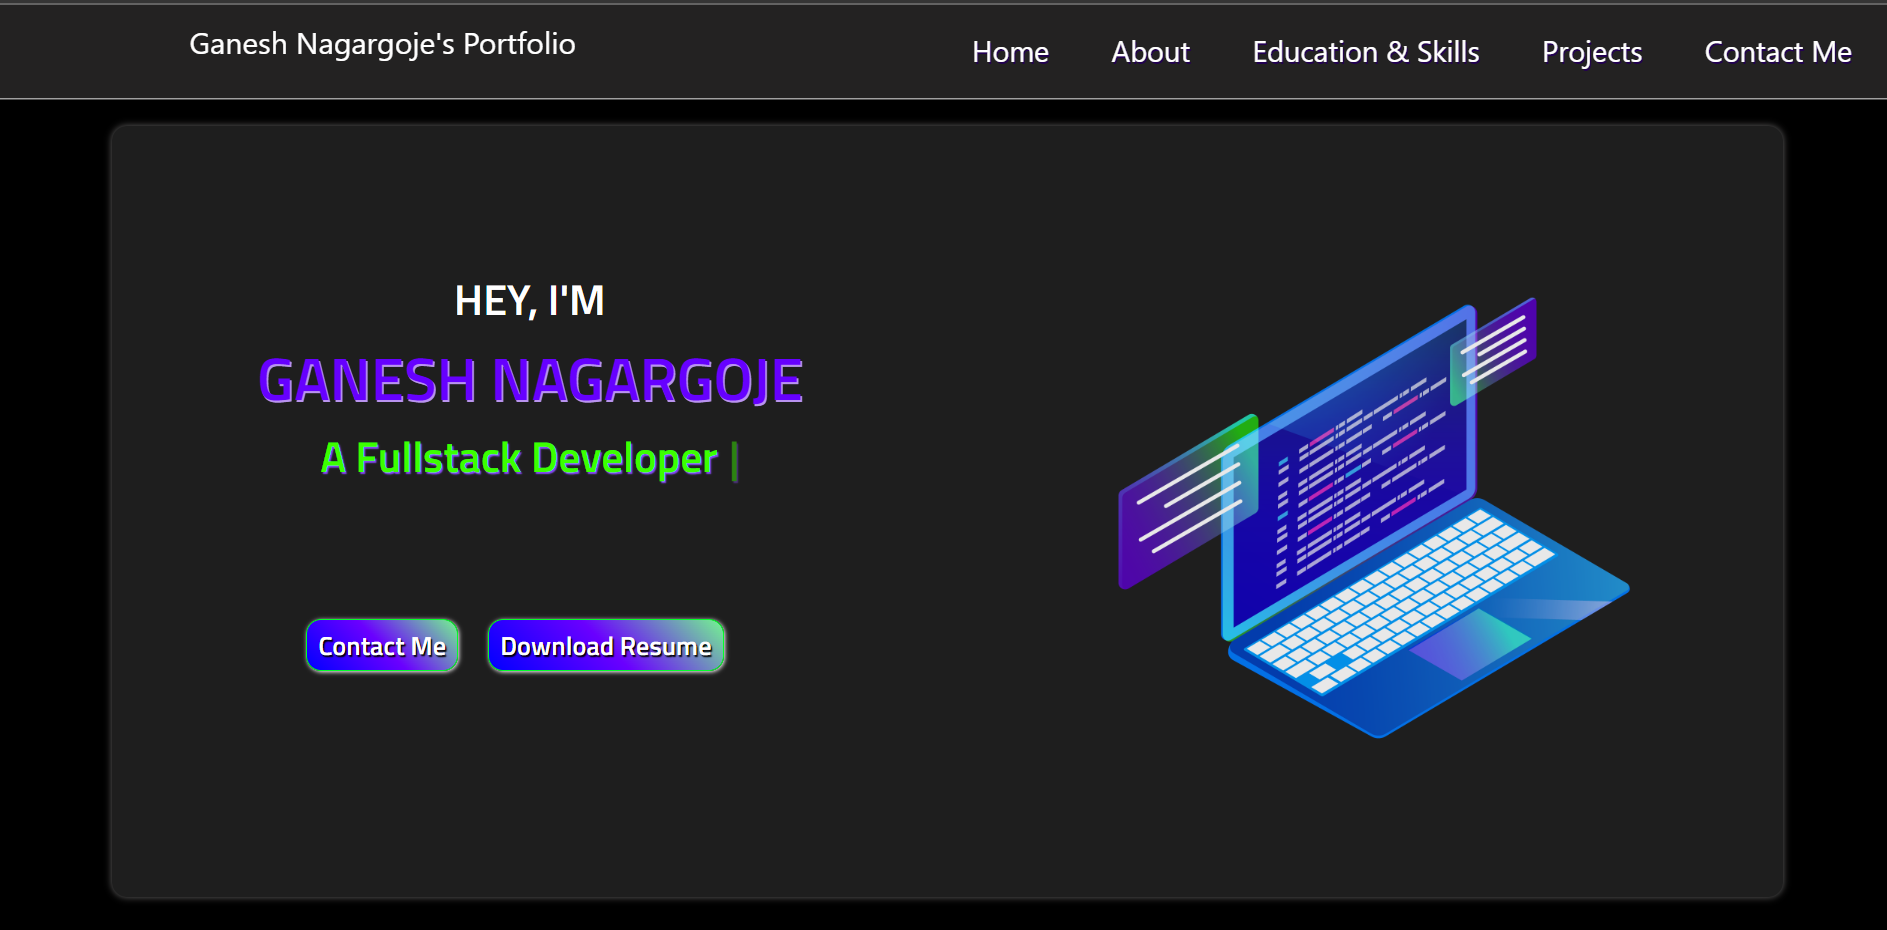 Ganesh Nagargoje's Portfolio
Home About Education & Skills Projects Contact Me
HEY, I'M
GANESH NAGARGOJE
A Fullstack Developer |
Contact Me Download Resume